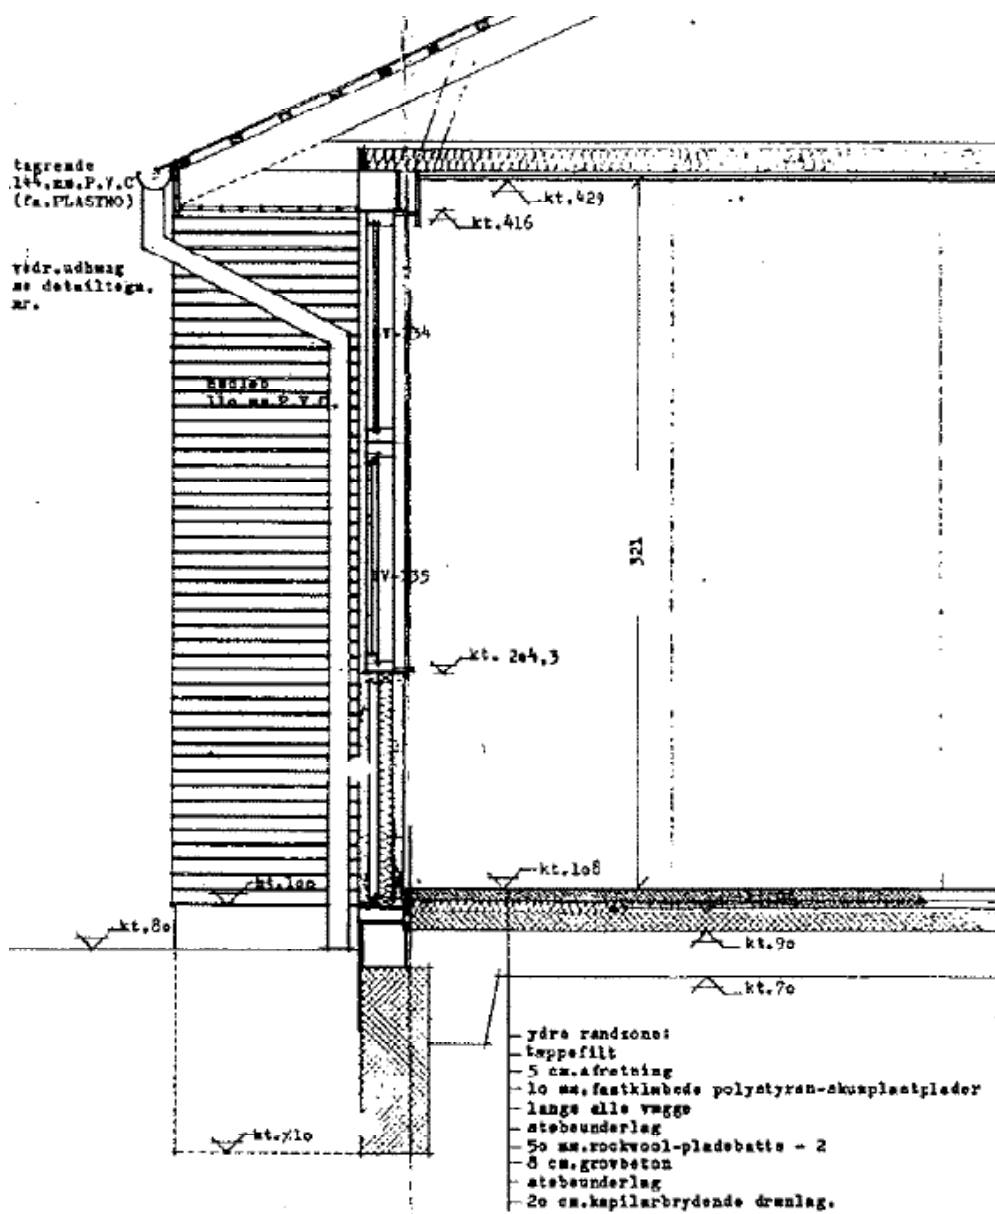 tagrende
144.mm.P.V.C
(fa.PLASTMO)
kt.429
kt.416
vedr.udhæng
se detailtegn.
nr.
V-134
nedløb
110 mm.P.V.C.
321
V-135
kt. 204,3
kt.108
kt.100
kt.80
kt.90
kt.70
ydre randzone:
tæppefilt
5 cm.afretning
10 mm.fastklæbede polystyren-skumplastplader
langs alle vægge
støbeunderlag
50 mm.rockwool-pladebatts - 2
8 cm.grovbeton
støbeunderlag
20 cm.kapilarbrydende drænlag.
kt.%10